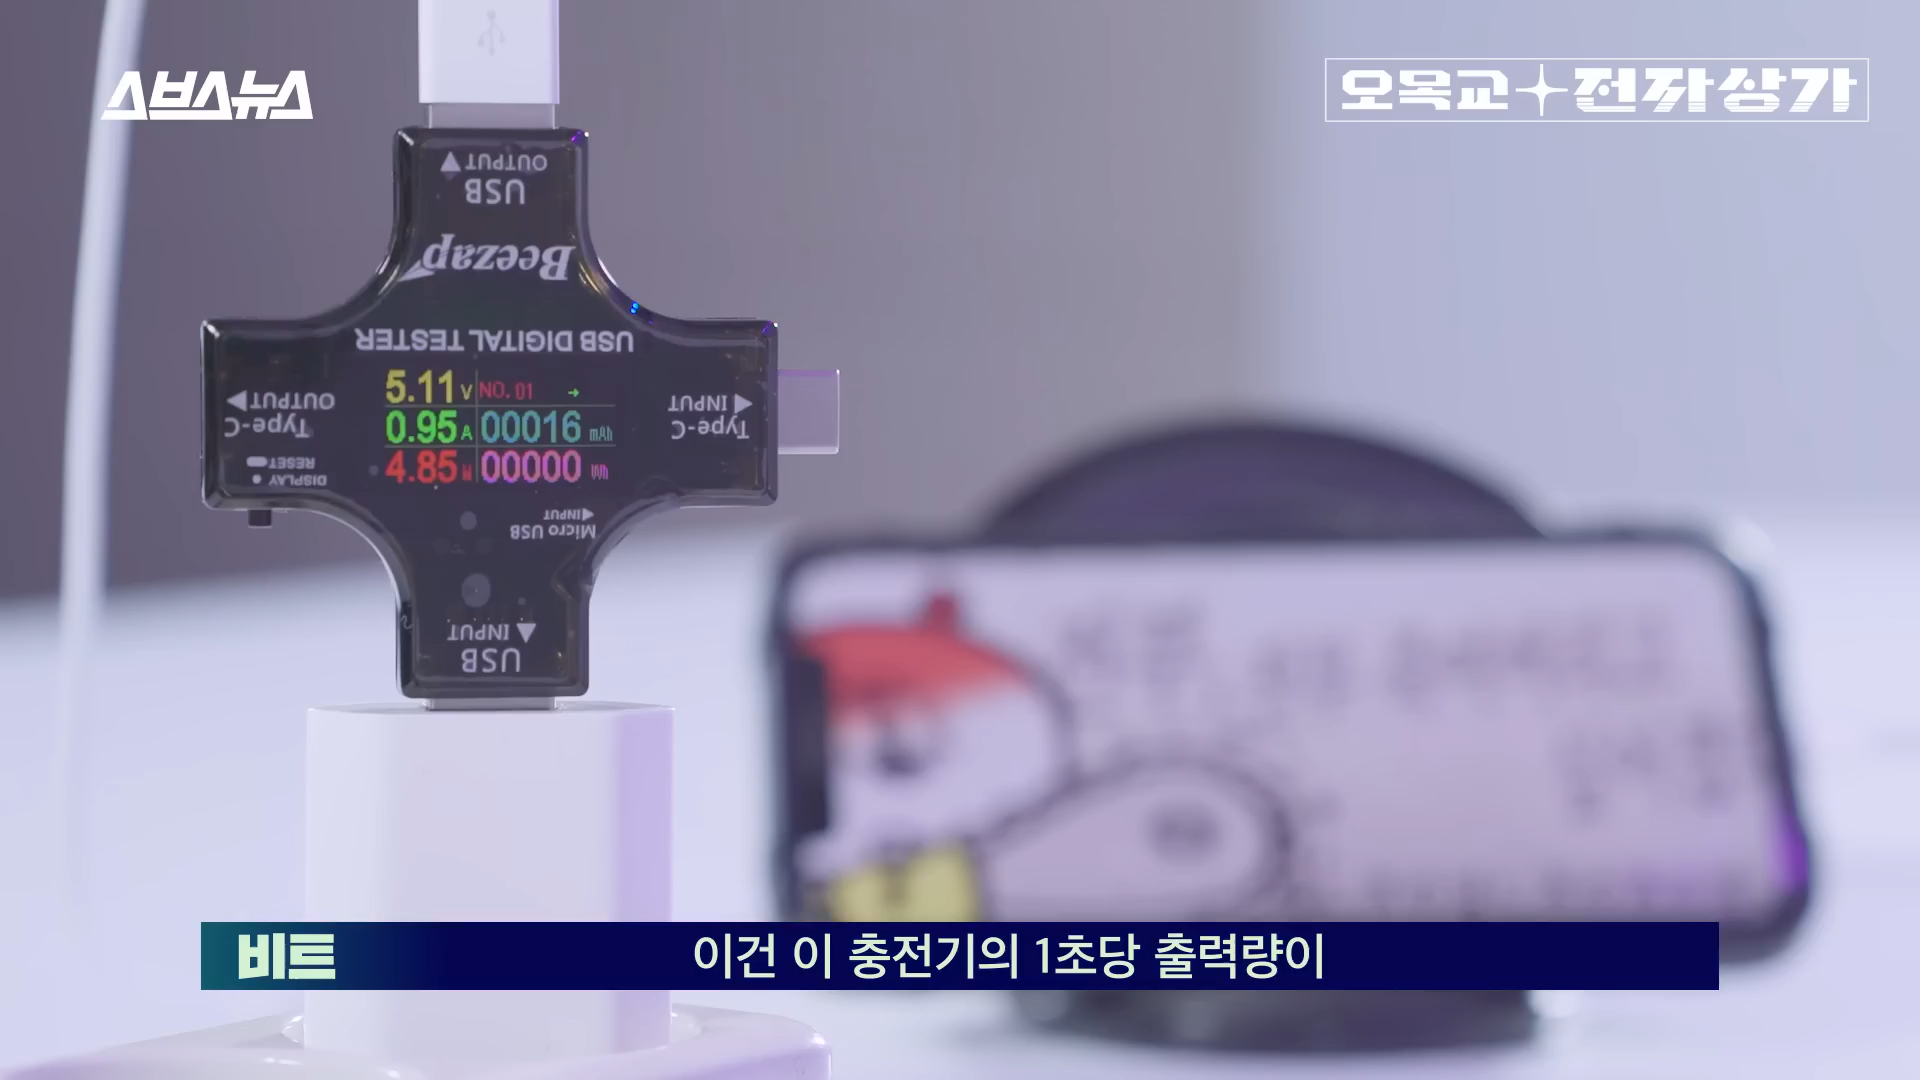 스브스뉴스
오목교 전자상가
OUTPUT
USB
Beezap
USB DIGITAL TESTER
5.11 V NO. 01
0.95 A 00016 mAh
4.85 W 00000 Wh
Type-C
OUTPUT
RESET
DISPLAY
Type-C
INPUT
Micro USB
INPUT
USB
INPUT
비트
이건 이 충전기의 1초당 출력량이